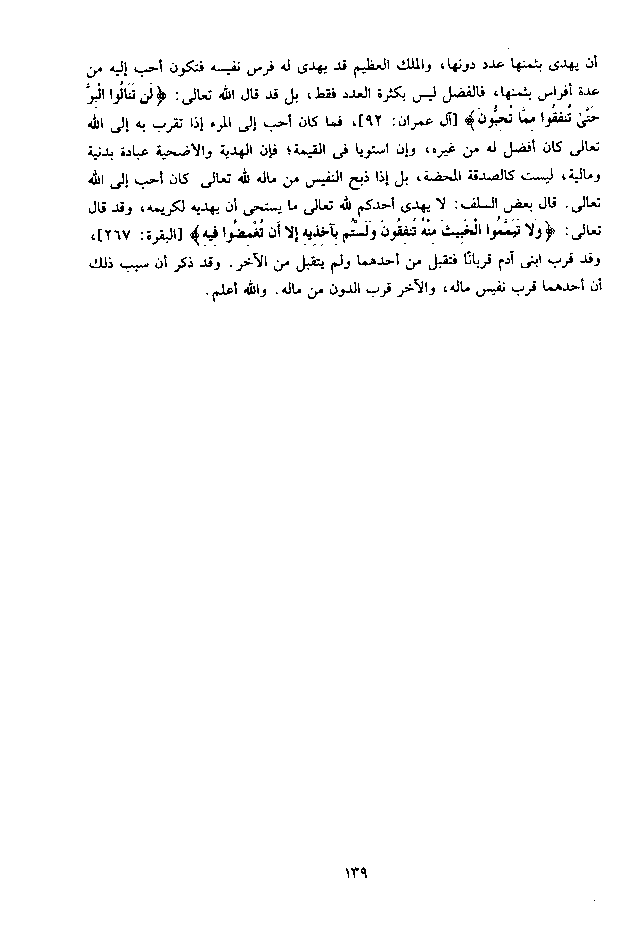 أن يهدى بثمنها عدد دونها، والملك العظيم قد يهدى له فرس نفيسه فتكون أحب إليه من
عدة أفراس بثمنها، فالفضل ليس بكثرة العدد فقط، بل قد قال الله تعالى: ﴿لَن تَنَالُوا الْبِرَّ
حَتَّىٰ تُنفِقُوا مِمَّا تُحِبُّونَ﴾ [آل عمران: ٩٢]، فما كان أحب إلى المرء إذا تقرب به إلى الله
تعالى كان أفضل له من غيره، وإن استويا فى القيمة؛ فإن الهدية والأضحية عبادة بدنية
ومالية، ليست كالصدقة المحضة، بل إذا ذبح النفيس من ماله لله تعالى كان أحب إلى الله
تعالى. قال بعض السلف: لا يهدى أحدكم لله تعالى ما يستحى أن يهديه لكريمه، وقد قال
تعالى: ﴿وَلا تَيَمَّمُوا الْخَبِيثَ مِنْهُ تُنفِقُونَ وَلَسْتُم بِآخِذِيهِ إِلا أَن تُغْمِضُوا فِيهِ﴾ [البقرة: ٢٦٧]،
وقد قرب ابنى آدم قربانًا فتقبل من أحدهما ولم يتقبل من الآخر. وقد ذكر أن سبب ذلك
أن أحدهما قرب نفيس ماله، والآخر قرب الدون من ماله. والله أعلم.
١٣٩